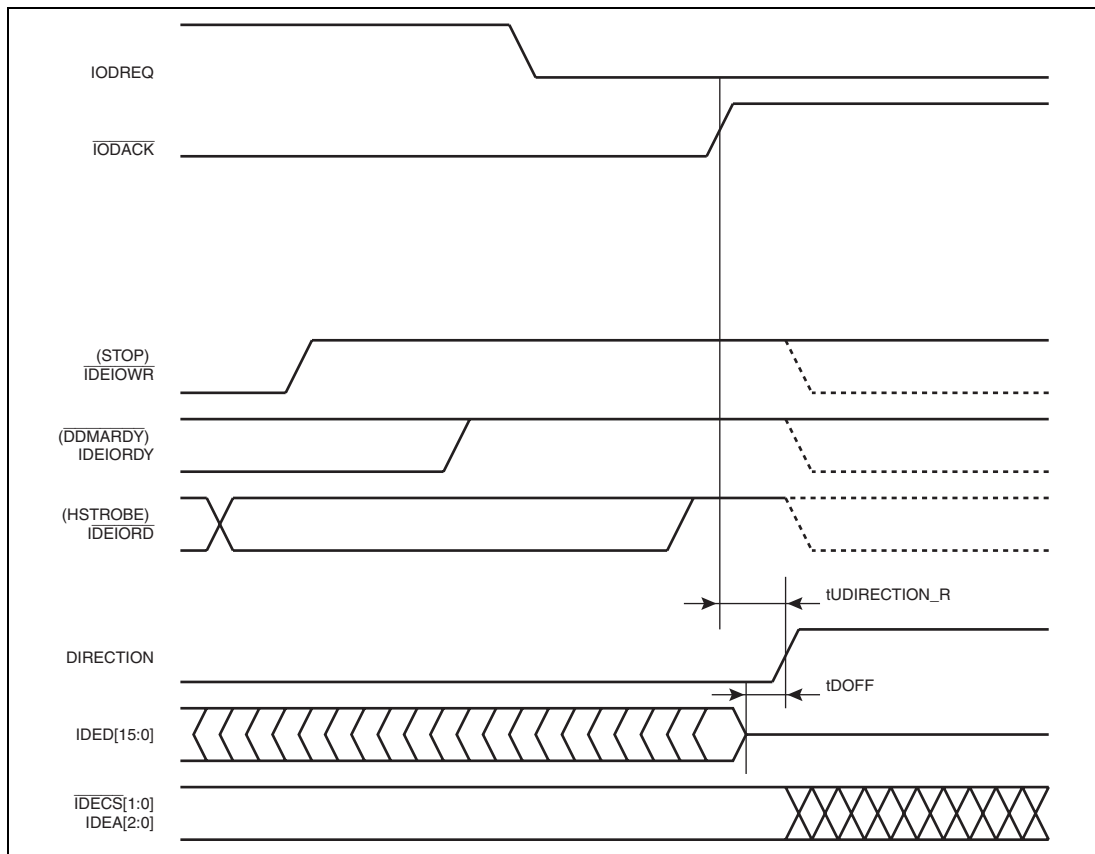 IODREQ
IODACK
(STOP)
IDEIOWR
(DDMARDY)
IDEIORDY
(HSTROBE)
IDEIORD
tUDIRECTION_R
DIRECTION
tDOFF
IDED[15:0]
IDECS[1:0]
IDEA[2:0]